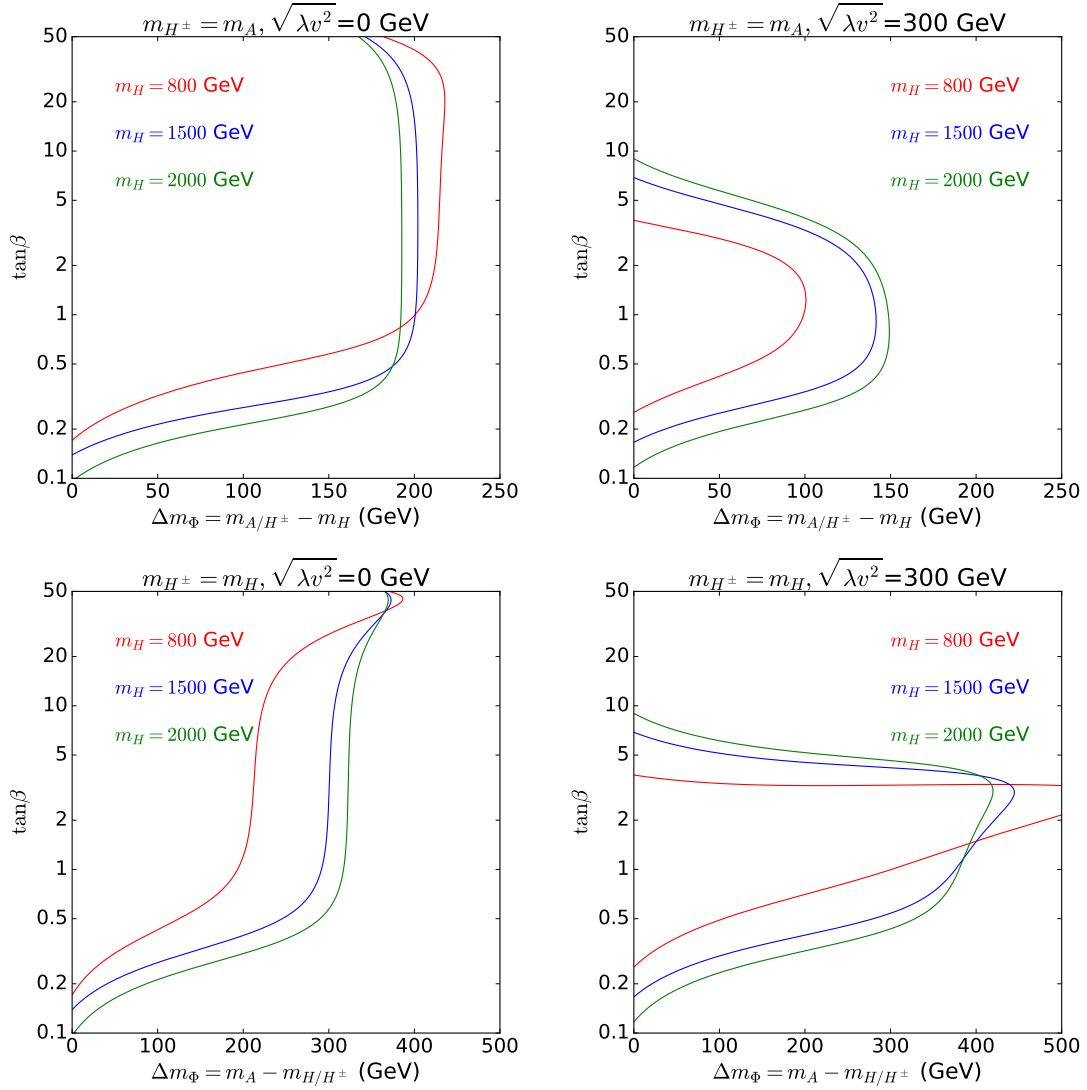 m_{H^±} = m_A, √λv² =0 GeV
50
20
10
5
2
1
0.5
0.2
0.1
tanβ
m_H = 800 GeV
m_H = 1500 GeV
m_H = 2000 GeV
0 50 100 150 200 250
Δm_Φ = m_{A/H^±} − m_H (GeV)
m_{H^±} = m_A, √λv² =300 GeV
50
20
10
5
2
1
0.5
0.2
0.1
tanβ
m_H = 800 GeV
m_H = 1500 GeV
m_H = 2000 GeV
0 50 100 150 200 250
Δm_Φ = m_{A/H^±} − m_H (GeV)
m_{H^±} = m_H, √λv² =0 GeV
50
20
10
5
2
1
0.5
0.2
0.1
tanβ
m_H = 800 GeV
m_H = 1500 GeV
m_H = 2000 GeV
0 100 200 300 400 500
Δm_Φ = m_A − m_{H/H^±} (GeV)
m_{H^±} = m_H, √λv² =300 GeV
50
20
10
5
2
1
0.5
0.2
0.1
tanβ
m_H = 800 GeV
m_H = 1500 GeV
m_H = 2000 GeV
0 100 200 300 400 500
Δm_Φ = m_A − m_{H/H^±} (GeV)